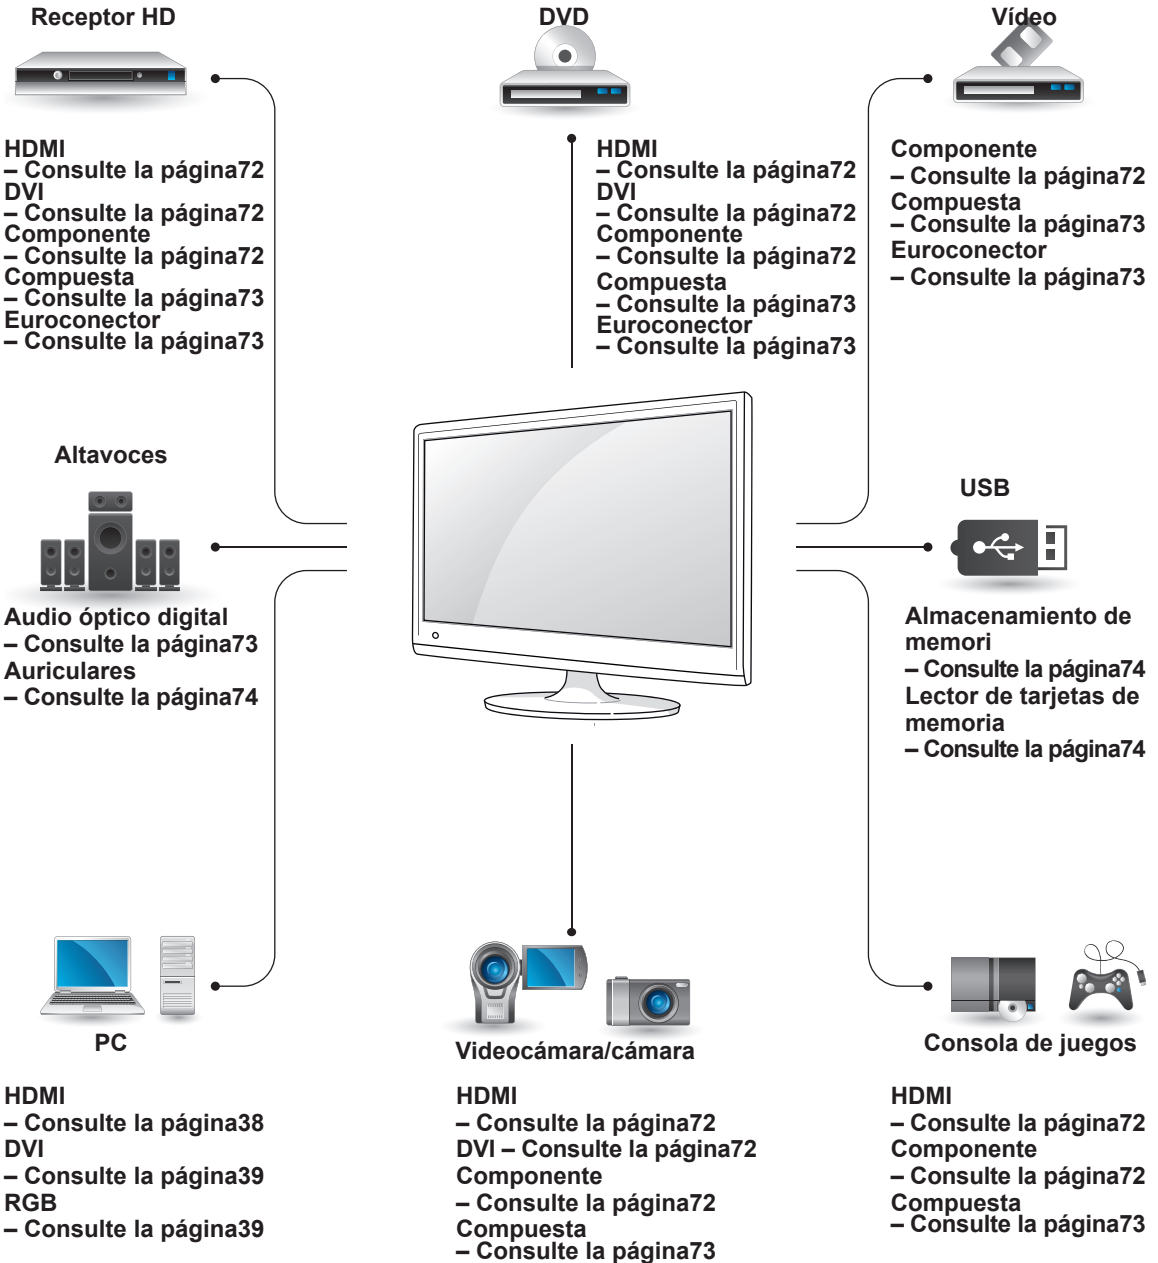 Receptor HD
HDMI
– Consulte la página72
DVI
– Consulte la página72
Componente
– Consulte la página72
Compuesta
– Consulte la página73
Euroconector
– Consulte la página73
DVD
HDMI
– Consulte la página72
DVI
– Consulte la página72
Componente
– Consulte la página72
Compuesta
– Consulte la página73
Euroconector
– Consulte la página73
Vídeo
Componente
– Consulte la página72
Compuesta
– Consulte la página73
Euroconector
– Consulte la página73
Altavoces
Audio óptico digital
– Consulte la página73
Auriculares
– Consulte la página74
USB
Almacenamiento de
memori
– Consulte la página74
Lector de tarjetas de
memoria
– Consulte la página74
PC
HDMI
– Consulte la página38
DVI
– Consulte la página39
RGB
– Consulte la página39
Videocámara/cámara
HDMI
– Consulte la página72
DVI – Consulte la página72
Componente
– Consulte la página72
Compuesta
– Consulte la página73
Consola de juegos
HDMI
– Consulte la página72
Componente
– Consulte la página72
Compuesta
– Consulte la página73